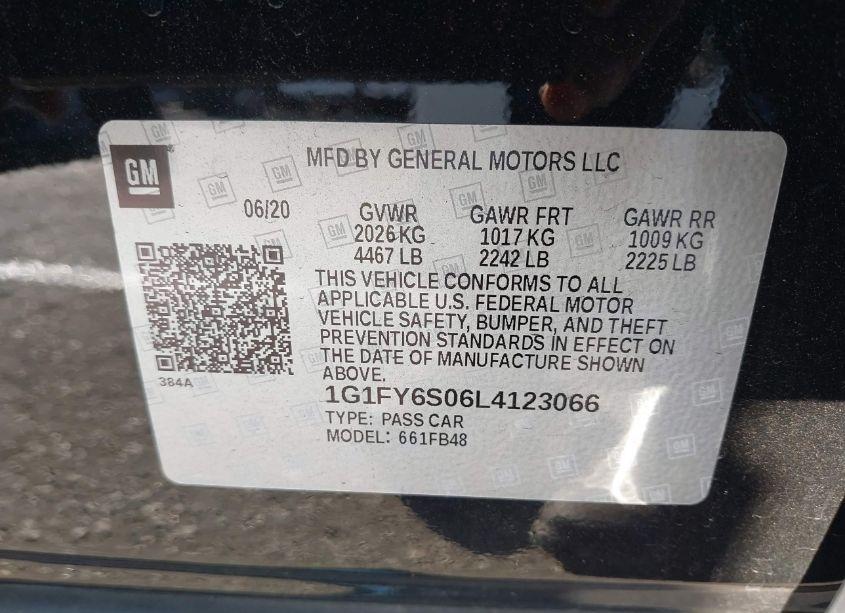 GM
MFD BY GENERAL MOTORS LLC
06/20
GVWR GAWR FRT GAWR RR
2026 KG 1017 KG 1009 KG
4467 LB 2242 LB 2225 LB
THIS VEHICLE CONFORMS TO ALL
APPLICABLE U.S. FEDERAL MOTOR
VEHICLE SAFETY, BUMPER, AND THEFT
PREVENTION STANDARDS IN EFFECT ON
THE DATE OF MANUFACTURE SHOWN
ABOVE.
384A
1G1FY6S06L4123066
TYPE: PASS CAR
MODEL: 661FB48